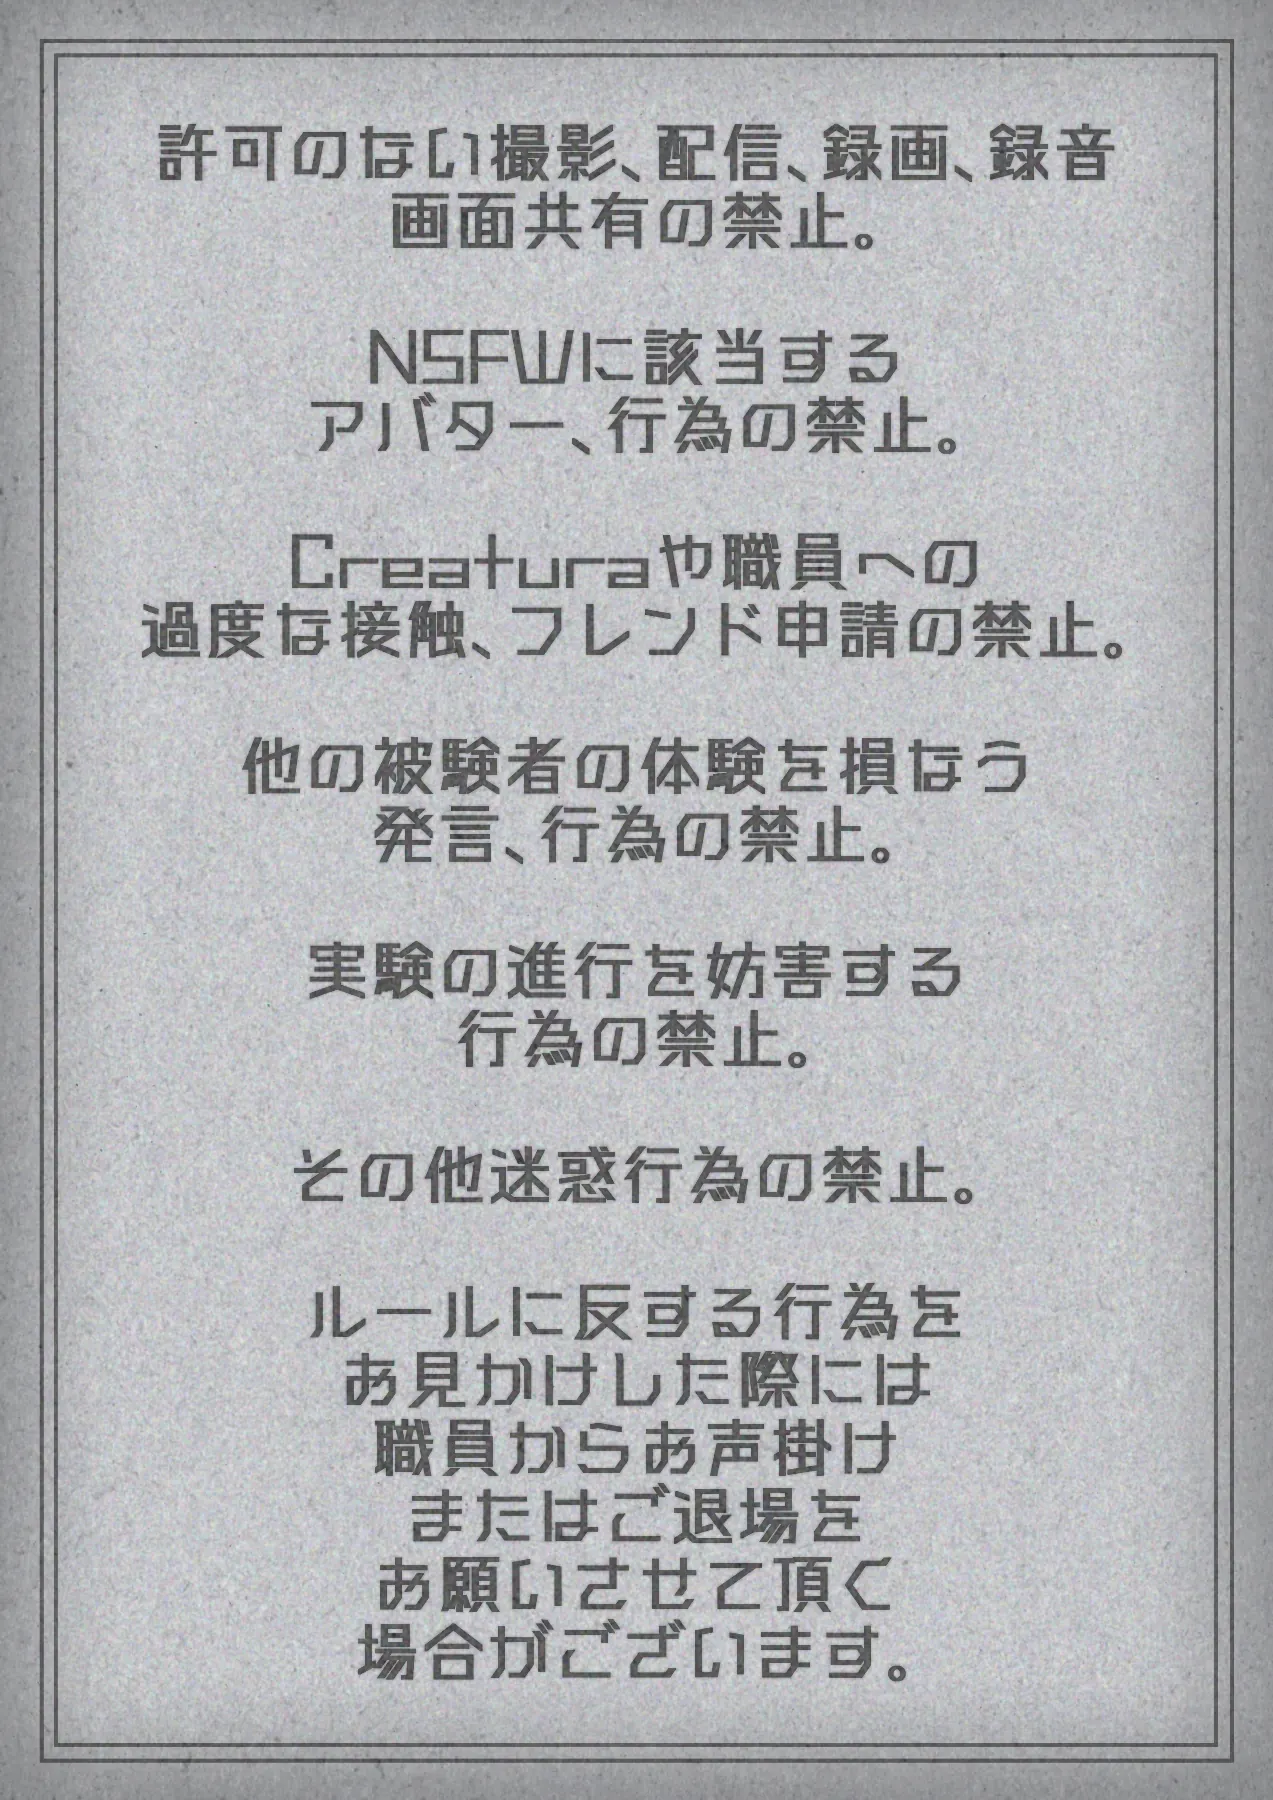 許可のない撮影、配信、録画、録音
画面共有の禁止。
NSFWに該当する
アバター、行為の禁止。
Creaturaや職員への
過度な接触、フレンド申請の禁止。
他の被験者の体験を損なう
発言、行為の禁止。
実験の進行を妨害する
行為の禁止。
その他迷惑行為の禁止。
ルールに反する行為を
お見かけした際には
職員からお声掛け
またはご退場を
お願いさせて頂く
場合がございます。